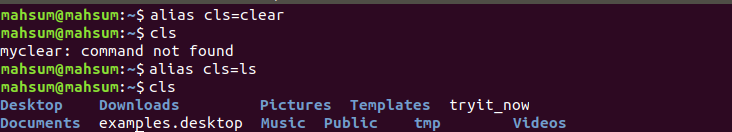 mahsum@mahsum:~$ alias cls=clear
mahsum@mahsum:~$ cls
myclear: command not found
mahsum@mahsum:~$ alias cls=ls
mahsum@mahsum:~$ cls
Desktop Downloads Pictures Templates tryit_now
Documents examples.desktop Music Public tmp Videos